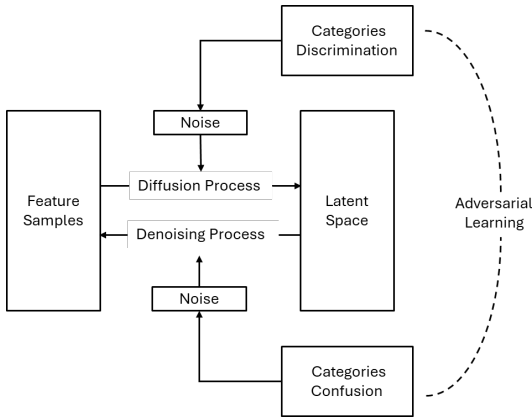 Categories
Discrimination
Noise
Diffusion Process
Feature
Samples
Latent
Space
Adversarial
Learning
Denoising Process
Noise
Categories
Confusion